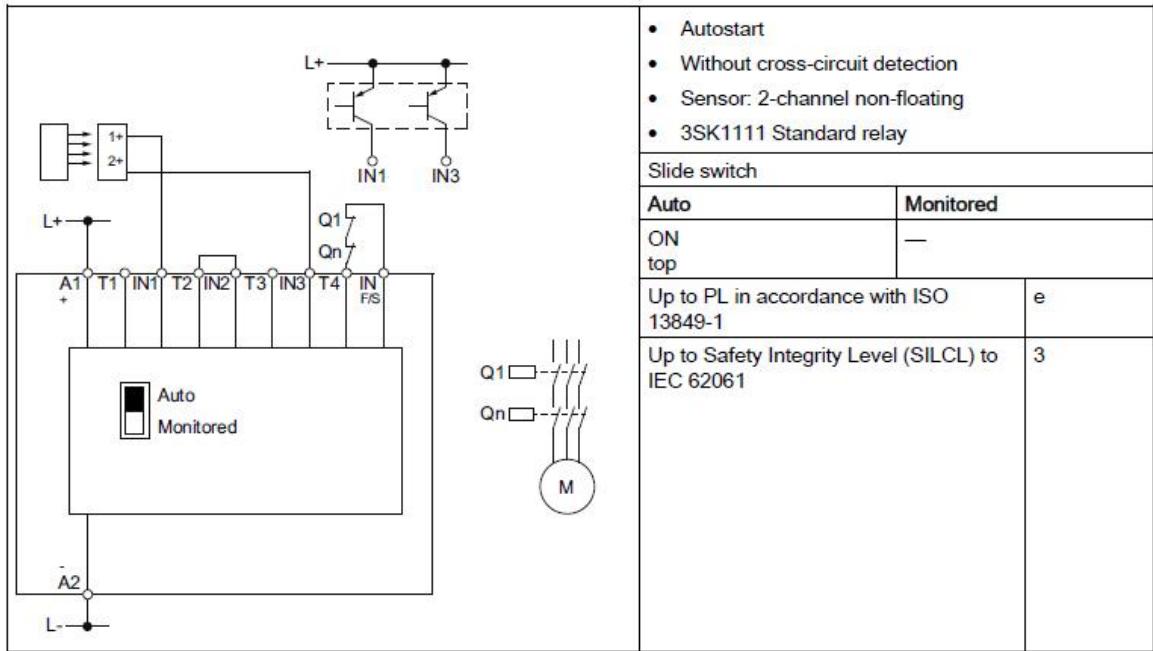 L+
1+
2+
IN1 IN3
L+
Q1
Qn
A1 T1 IN1 T2 IN2 T3 IN3 T4 IN
+ F/S
Auto
Monitored
Q1
Qn
M
-
A2
L-
• Autostart
• Without cross-circuit detection
• Sensor: 2-channel non-floating
• 3SK1111 Standard relay
Slide switch
Auto Monitored
ON —
top
Up to PL in accordance with ISO e
13849-1
Up to Safety Integrity Level (SILCL) to 3
IEC 62061